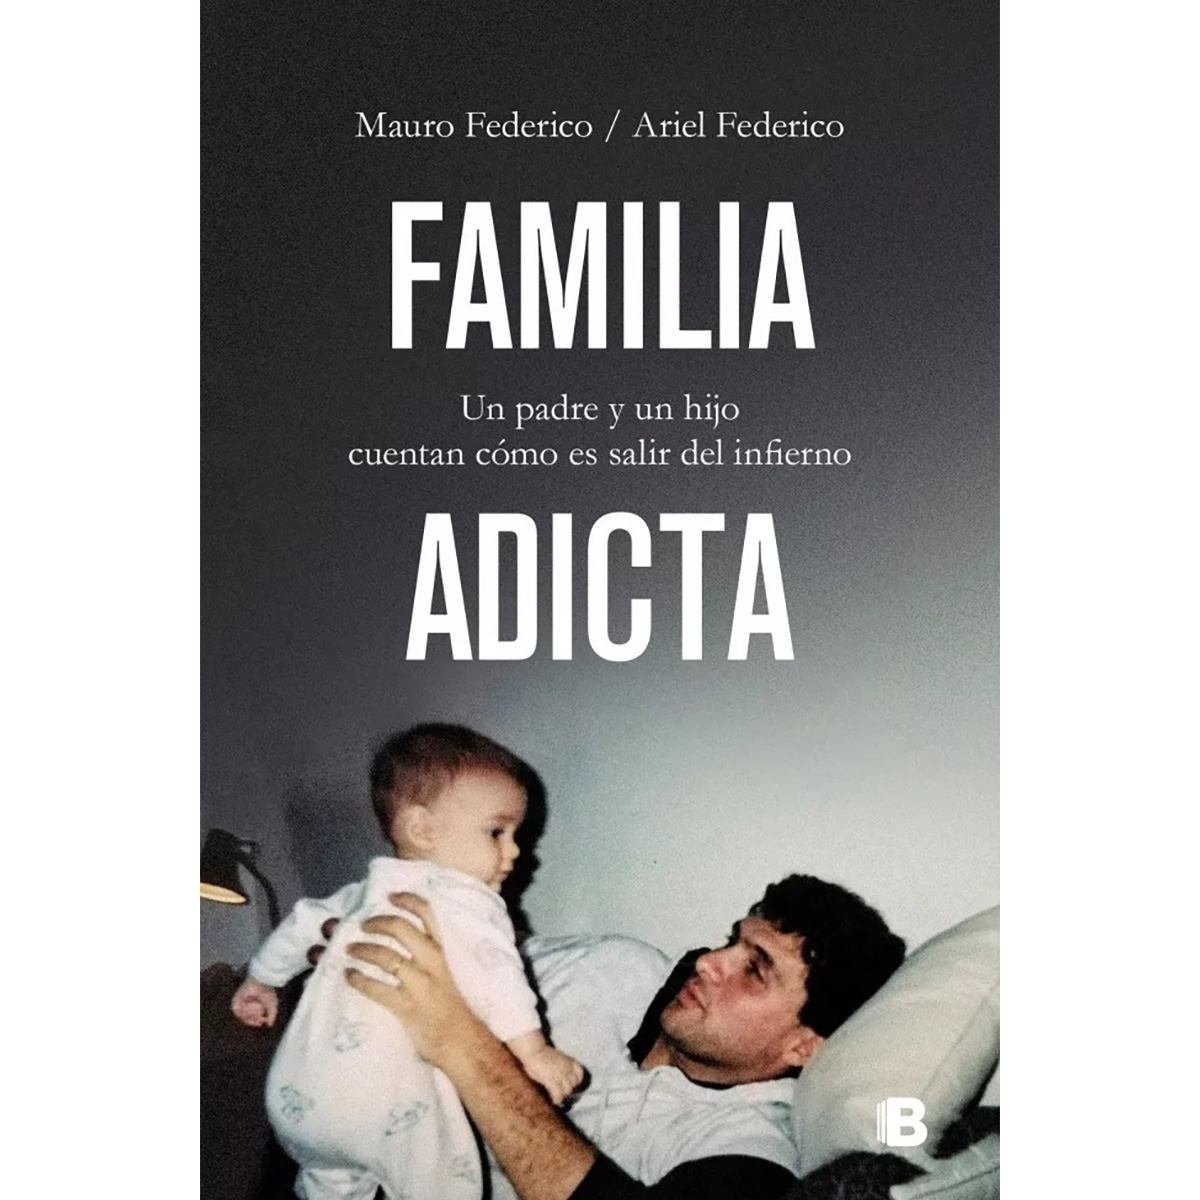 Mauro Federico / Ariel Federico
FAMILIA
Un padre y un hijo
cuentan cómo es salir del infierno
ADICTA
B